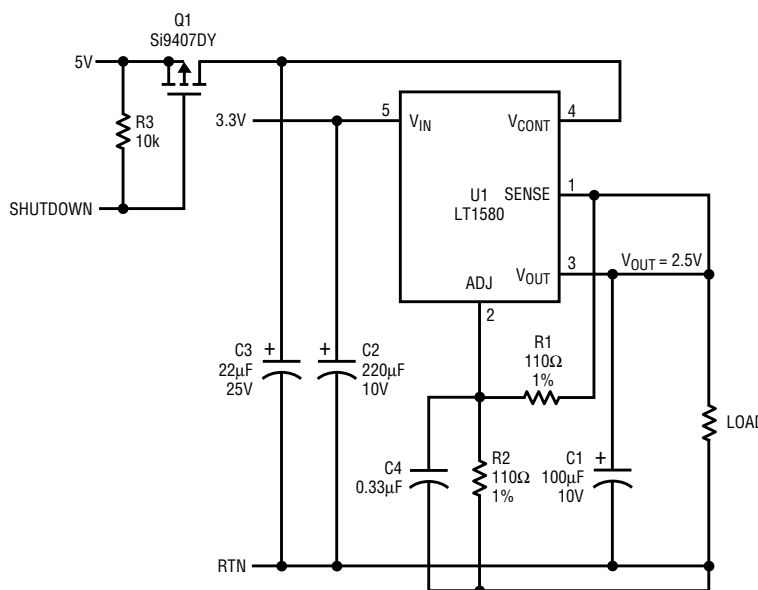 Q1
Si9407DY
5V
R3
10k
SHUTDOWN
3.3V
5
VIN
VCONT
4
U1
LT1580
SENSE
1
VOUT
3
VOUT = 2.5V
ADJ
2
C3
22µF
25V
+
C2
220µF
10V
+
R1
110Ω
1%
LOAD
C4
0.33µF
R2
110Ω
1%
C1
100µF
10V
+
RTN